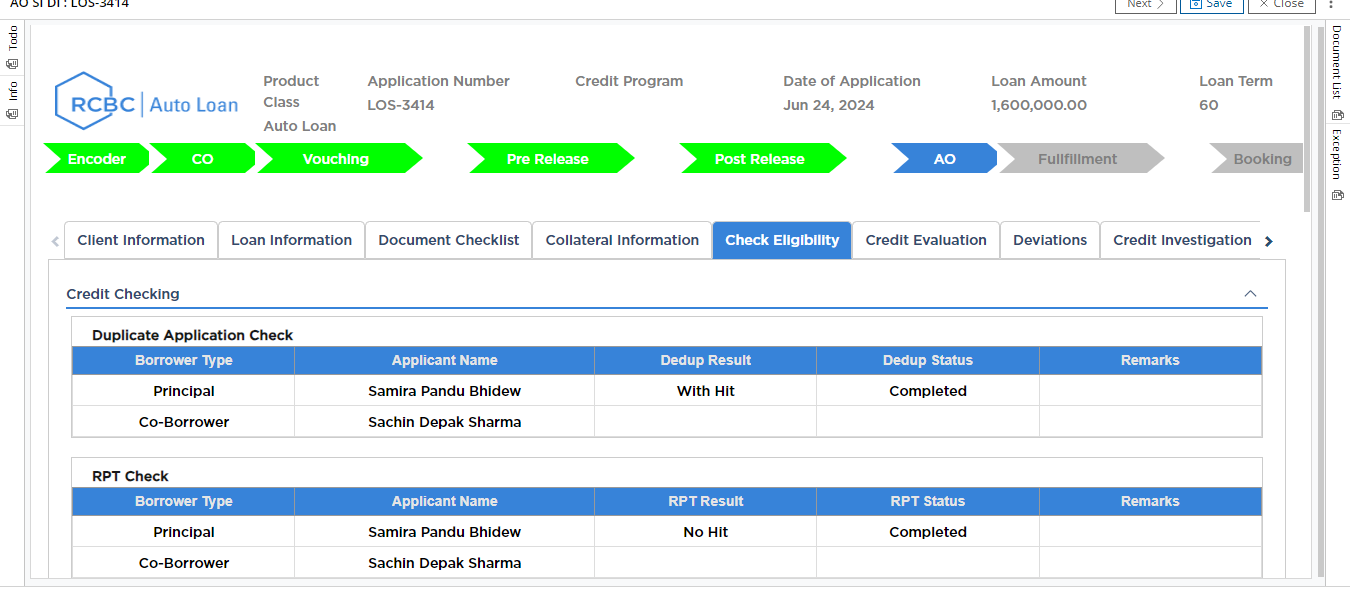 AO SI DI : LOS-3414
Next
Save
Close
Todo
Info
Document List
Exception
RCBC | Auto Loan
Product Class
Auto Loan
Application Number
LOS-3414
Credit Program
Date of Application
Jun 24, 2024
Loan Amount
1,600,000.00
Loan Term
60
Encoder CO Vouching Pre Release Post Release AO Fullfillment Booking
Client Information Loan Information Document Checklist Collateral Information Check Eligibility Credit Evaluation Deviations Credit Investigation
Credit Checking
Duplicate Application Check
Borrower Type Applicant Name Dedup Result Dedup Status Remarks
Principal Samira Pandu Bhidew With Hit Completed
Co-Borrower Sachin Depak Sharma
RPT Check
Borrower Type Applicant Name RPT Result RPT Status Remarks
Principal Samira Pandu Bhidew No Hit Completed
Co-Borrower Sachin Depak Sharma